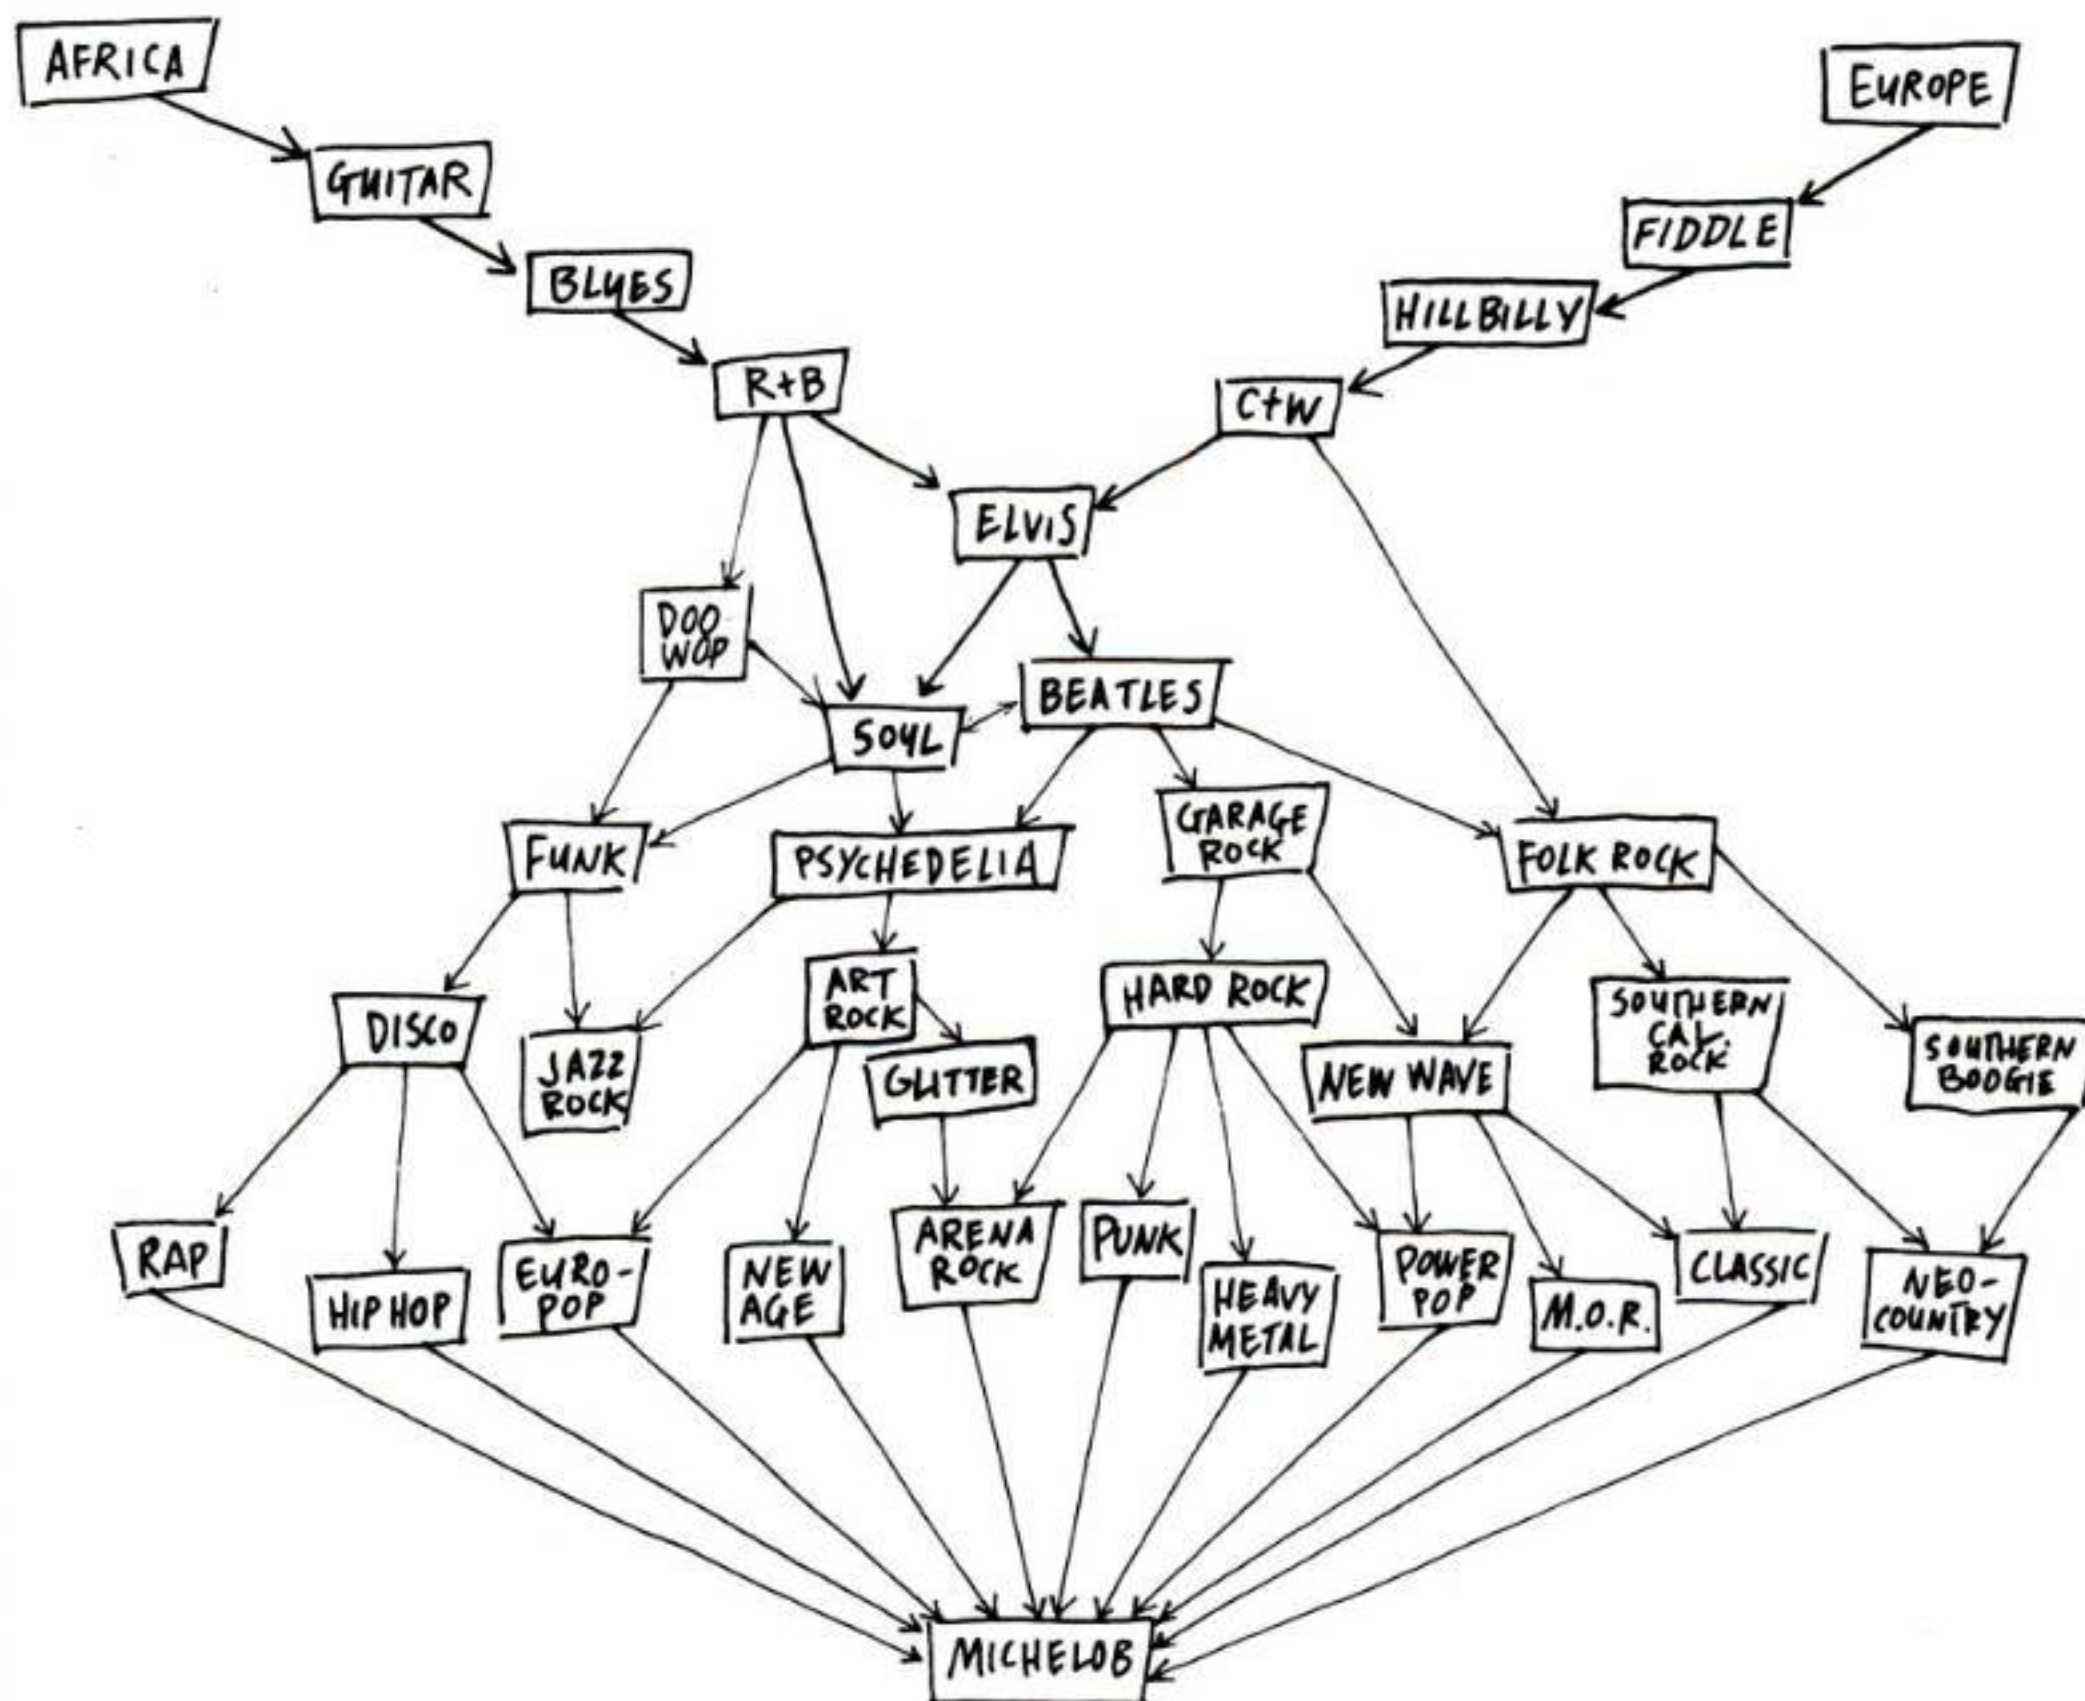 AFRICA
EUROPE
GUITAR
FIDDLE
BLUES
HILLBILLY
R+B
C+W
ELVIS
DOO
WOP
BEATLES
SOUL
GARAGE
ROCK
FUNK
PSYCHEDELIA
FOLK ROCK
ART
ROCK
HARD ROCK
SOUTHERN
CAL.
ROCK
DISCO
JAZZ
ROCK
GLITTER
NEW WAVE
SOUTHERN
BOOGIE
RAP
HIP HOP
EURO-
POP
NEW
AGE
ARENA
ROCK
PUNK
HEAVY
METAL
POWER
POP
M.O.R.
CLASSIC
NEO-
COUNTRY
MICHELOB